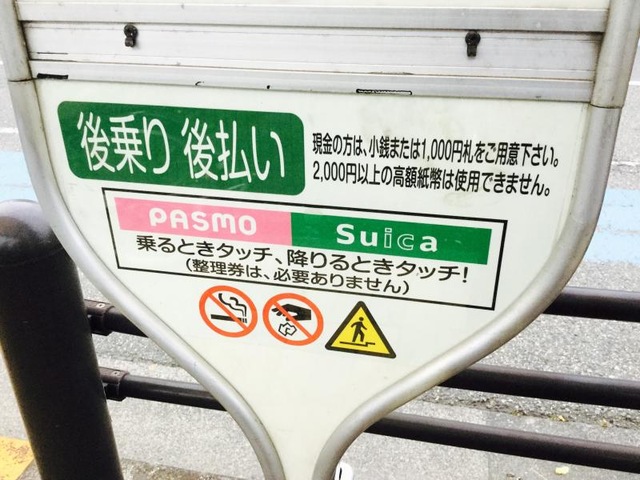 後乗り 後払い
現金の方は、小銭または1,000円札をご用意下さい。
2,000円以上の高額紙幣は使用できません。
PASMO Suica
乗るときタッチ、降りるときタッチ!
(整理券は、必要ありません)